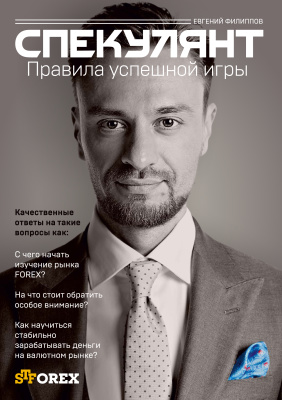 ЕВГЕНИЙ ФИЛИППОВ
СПЕКУЛЯНТ
Правила успешной игры
Качественные
ответы на такие
вопросы как:
С чего начать
изучение рынка
FOREX?
На что стоит обратить
особое внимание?
Как научиться
стабильно
зарабатывать деньги
на валютном рынке?
STFOREX